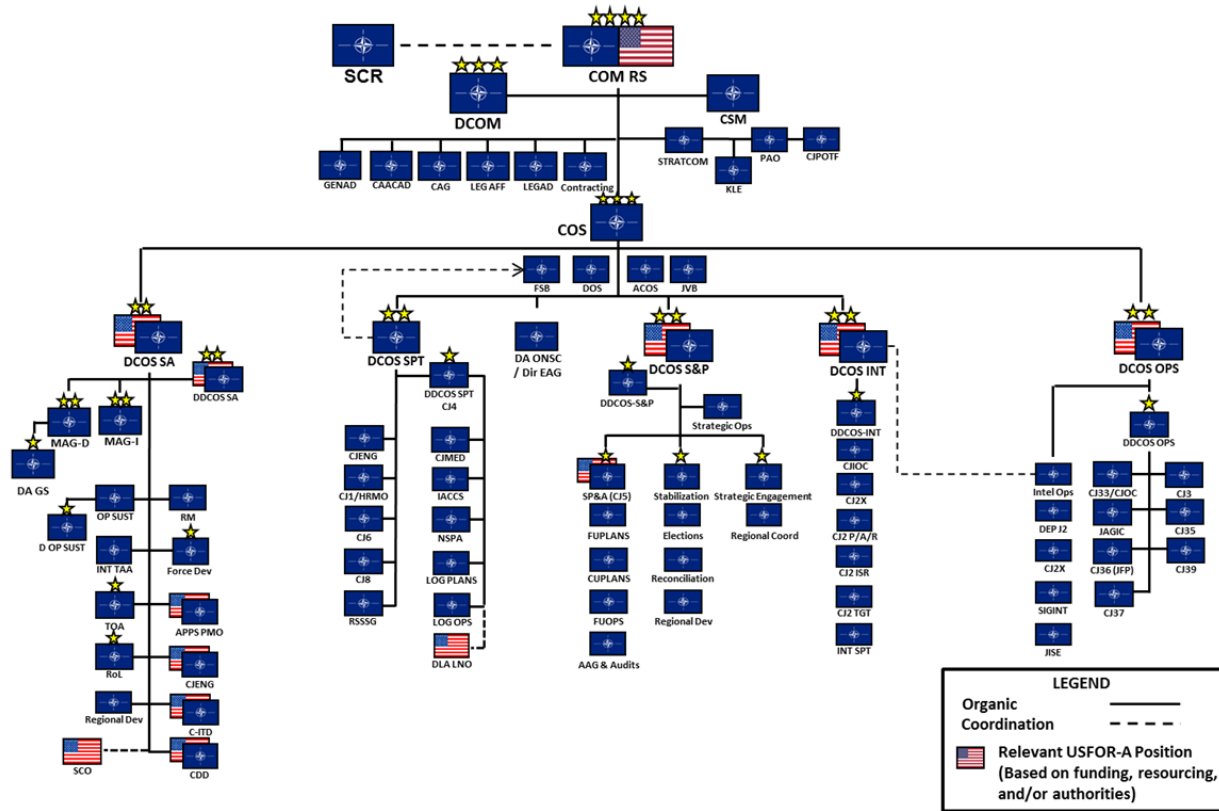 SCR
COM RS
DCOM
CSM
GENAD
CAACAD
CAG
LEG AFF
LEGAD
Contracting
STRATCOM
KLE
PAO
CJPOTF
COS
FSB
DOS
ACOS
JVB
DCOS SA
DDCOS SA
MAG-D
MAG-I
DA GS
OP SUST
RM
D OP SUST
INT TAA
Force Dev
TOA
APPS PMO
RoL
CJENG
Regional Dev
C-ITD
SCO
CDD
DCOS SPT
DDCOS SPT
CJ4
CJENG
CJMED
CJ1/HRMO
IACCS
CJ6
NSPA
CJ8
LOG PLANS
RSSSG
LOG OPS
DLA LNO
DA ONSC
/ Dir EAG
DCOS S&P
DDCOS-S&P
Strategic Ops
SP&A (CJ5)
Stabilization
Strategic Engagement
FUPLANS
Elections
Regional Coord
CUPLANS
Reconciliation
FUOPS
Regional Dev
AAG & Audits
DCOS INT
DDCOS-INT
CJIOC
CJ2X
CJ2 P/A/R
CJ2 ISR
CJ2 TGT
INT SPT
DCOS OPS
DDCOS OPS
Intel Ops
DEP J2
CJ2X
SIGINT
JISE
CJ33/CJOC
CJ3
JAGIC
CJ35
CJ36 (JFP)
CJ39
CJ37
LEGEND
Organic
Coordination
Relevant USFOR-A Position
(Based on funding, resourcing,
and/or authorities)